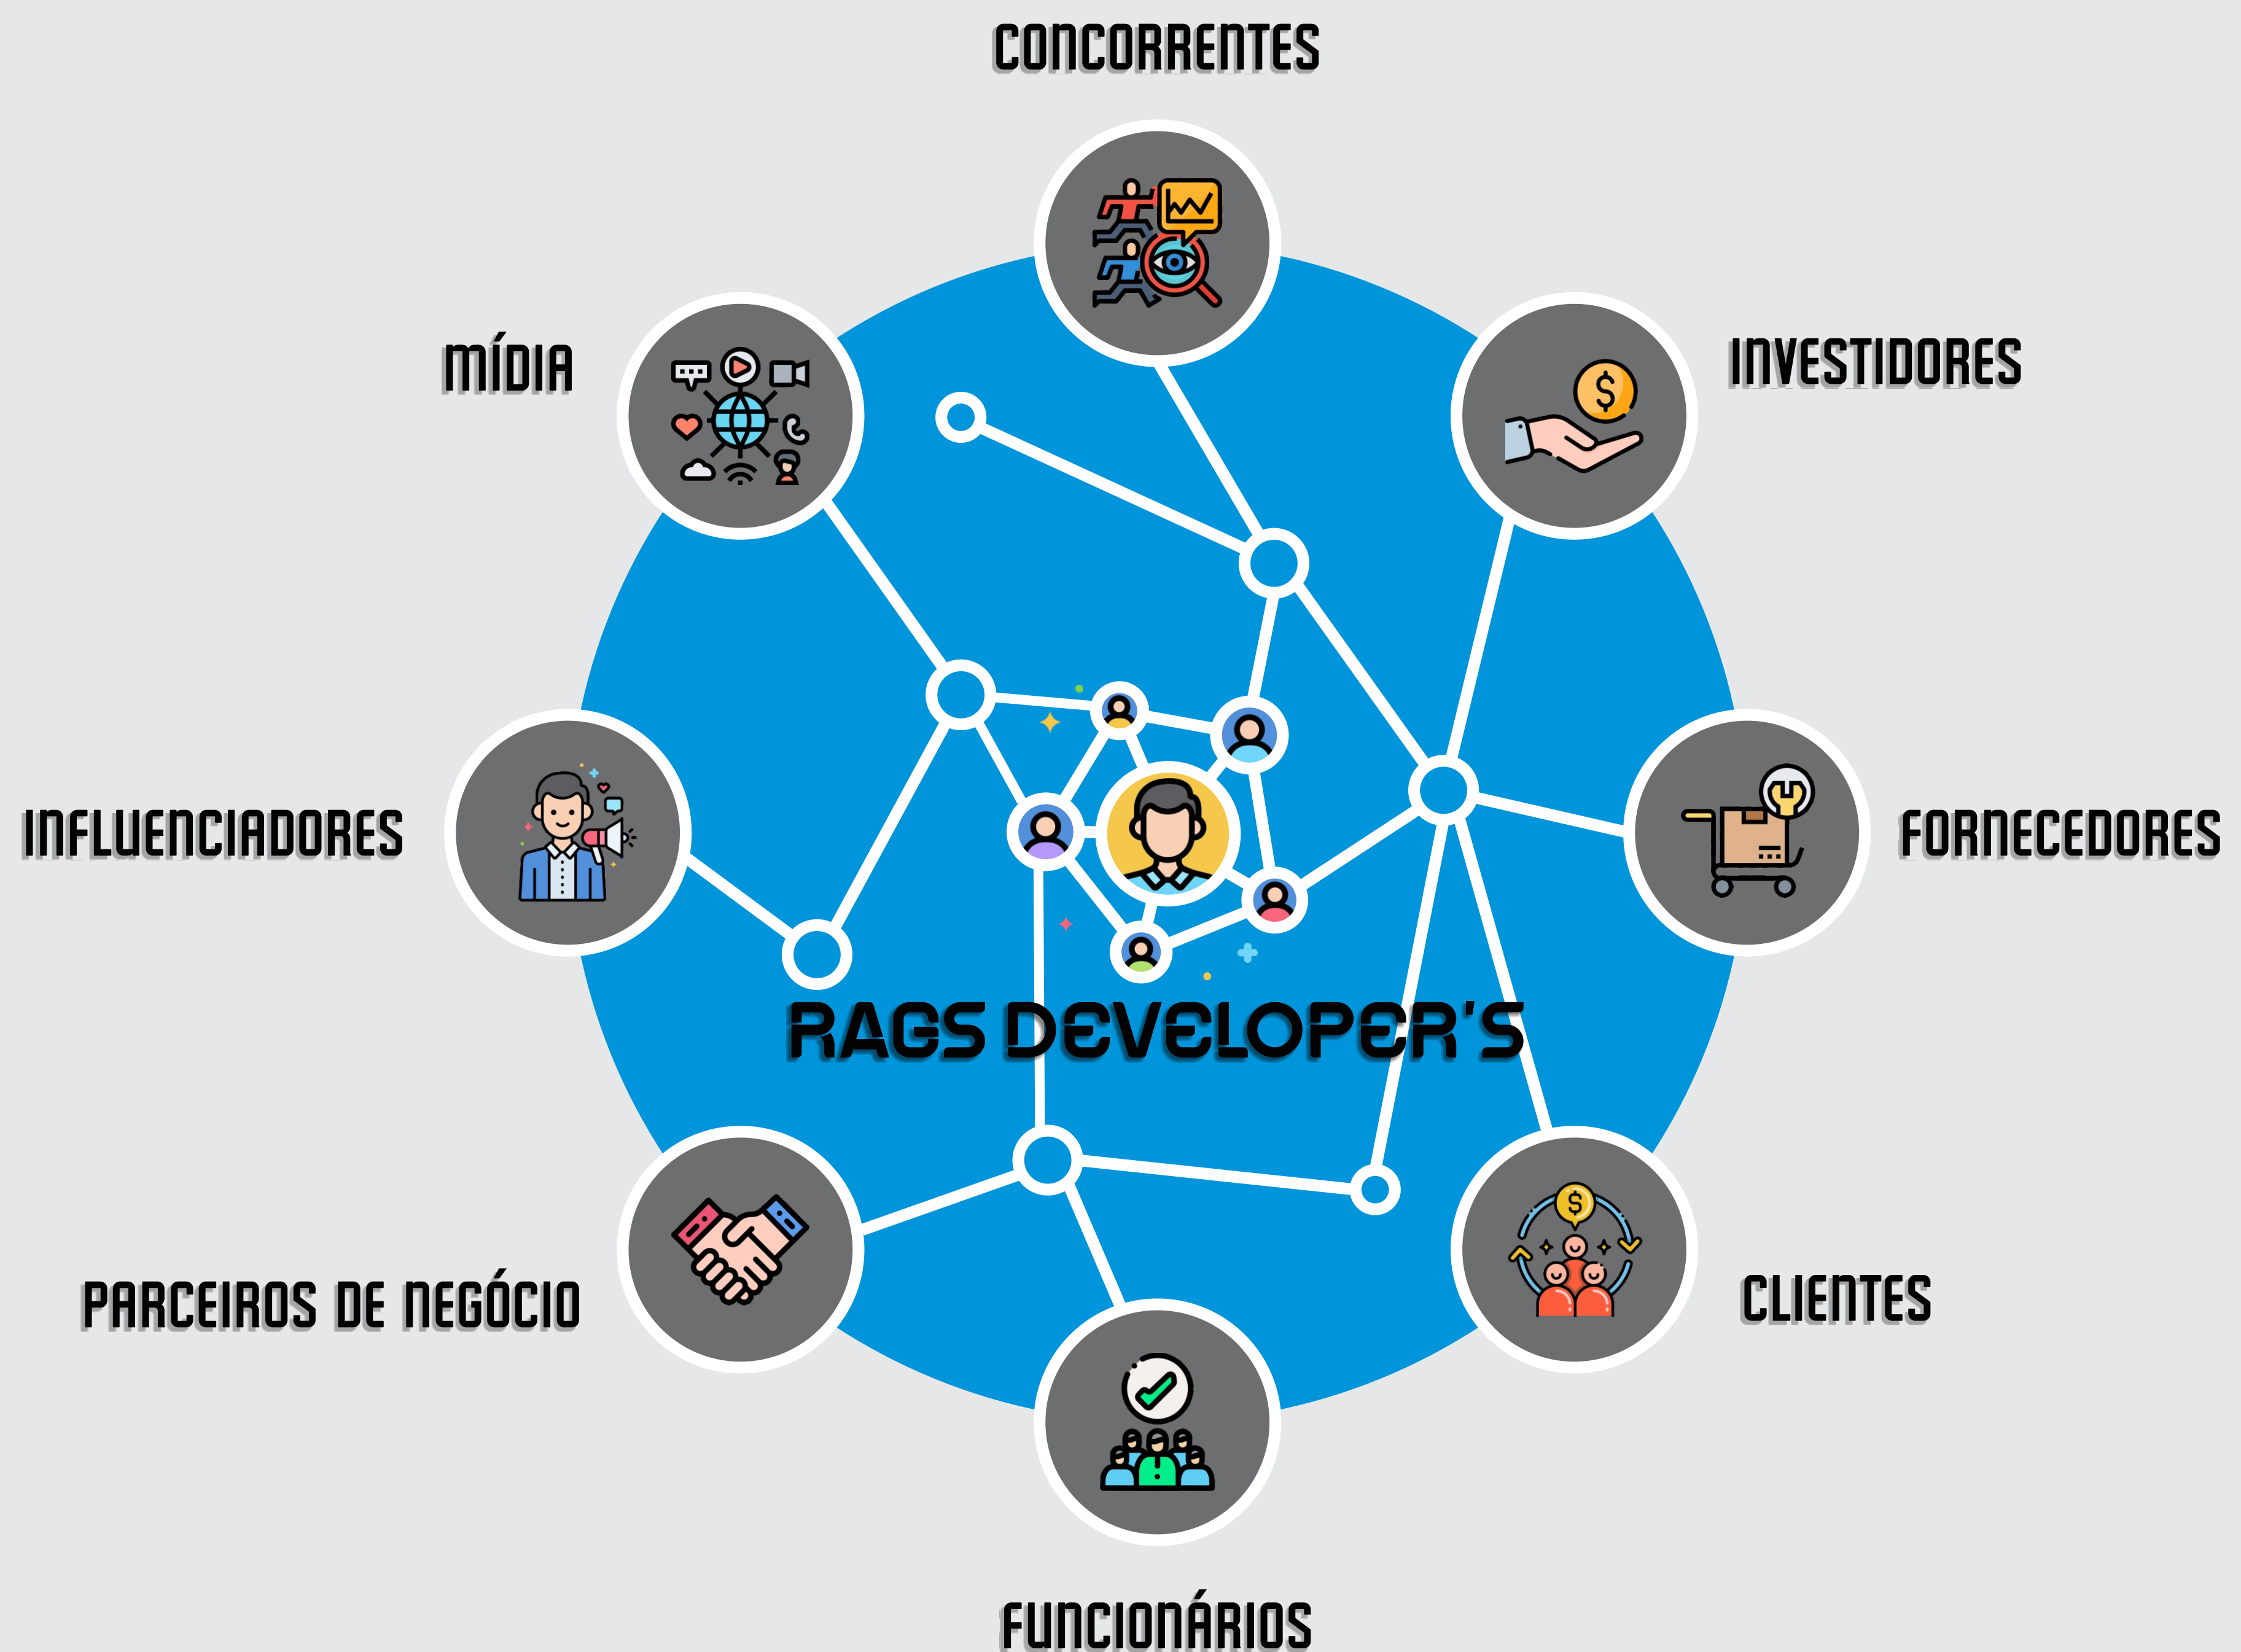 CONCORRENTES
MÍDIA
INVESTIDORES
INFLUENCIADORES
FORNECEDORES
RAGS DEVELOPER'S
PARCEIROS DE NEGÓCIO
CLIENTES
FUNCIONÁRIOS